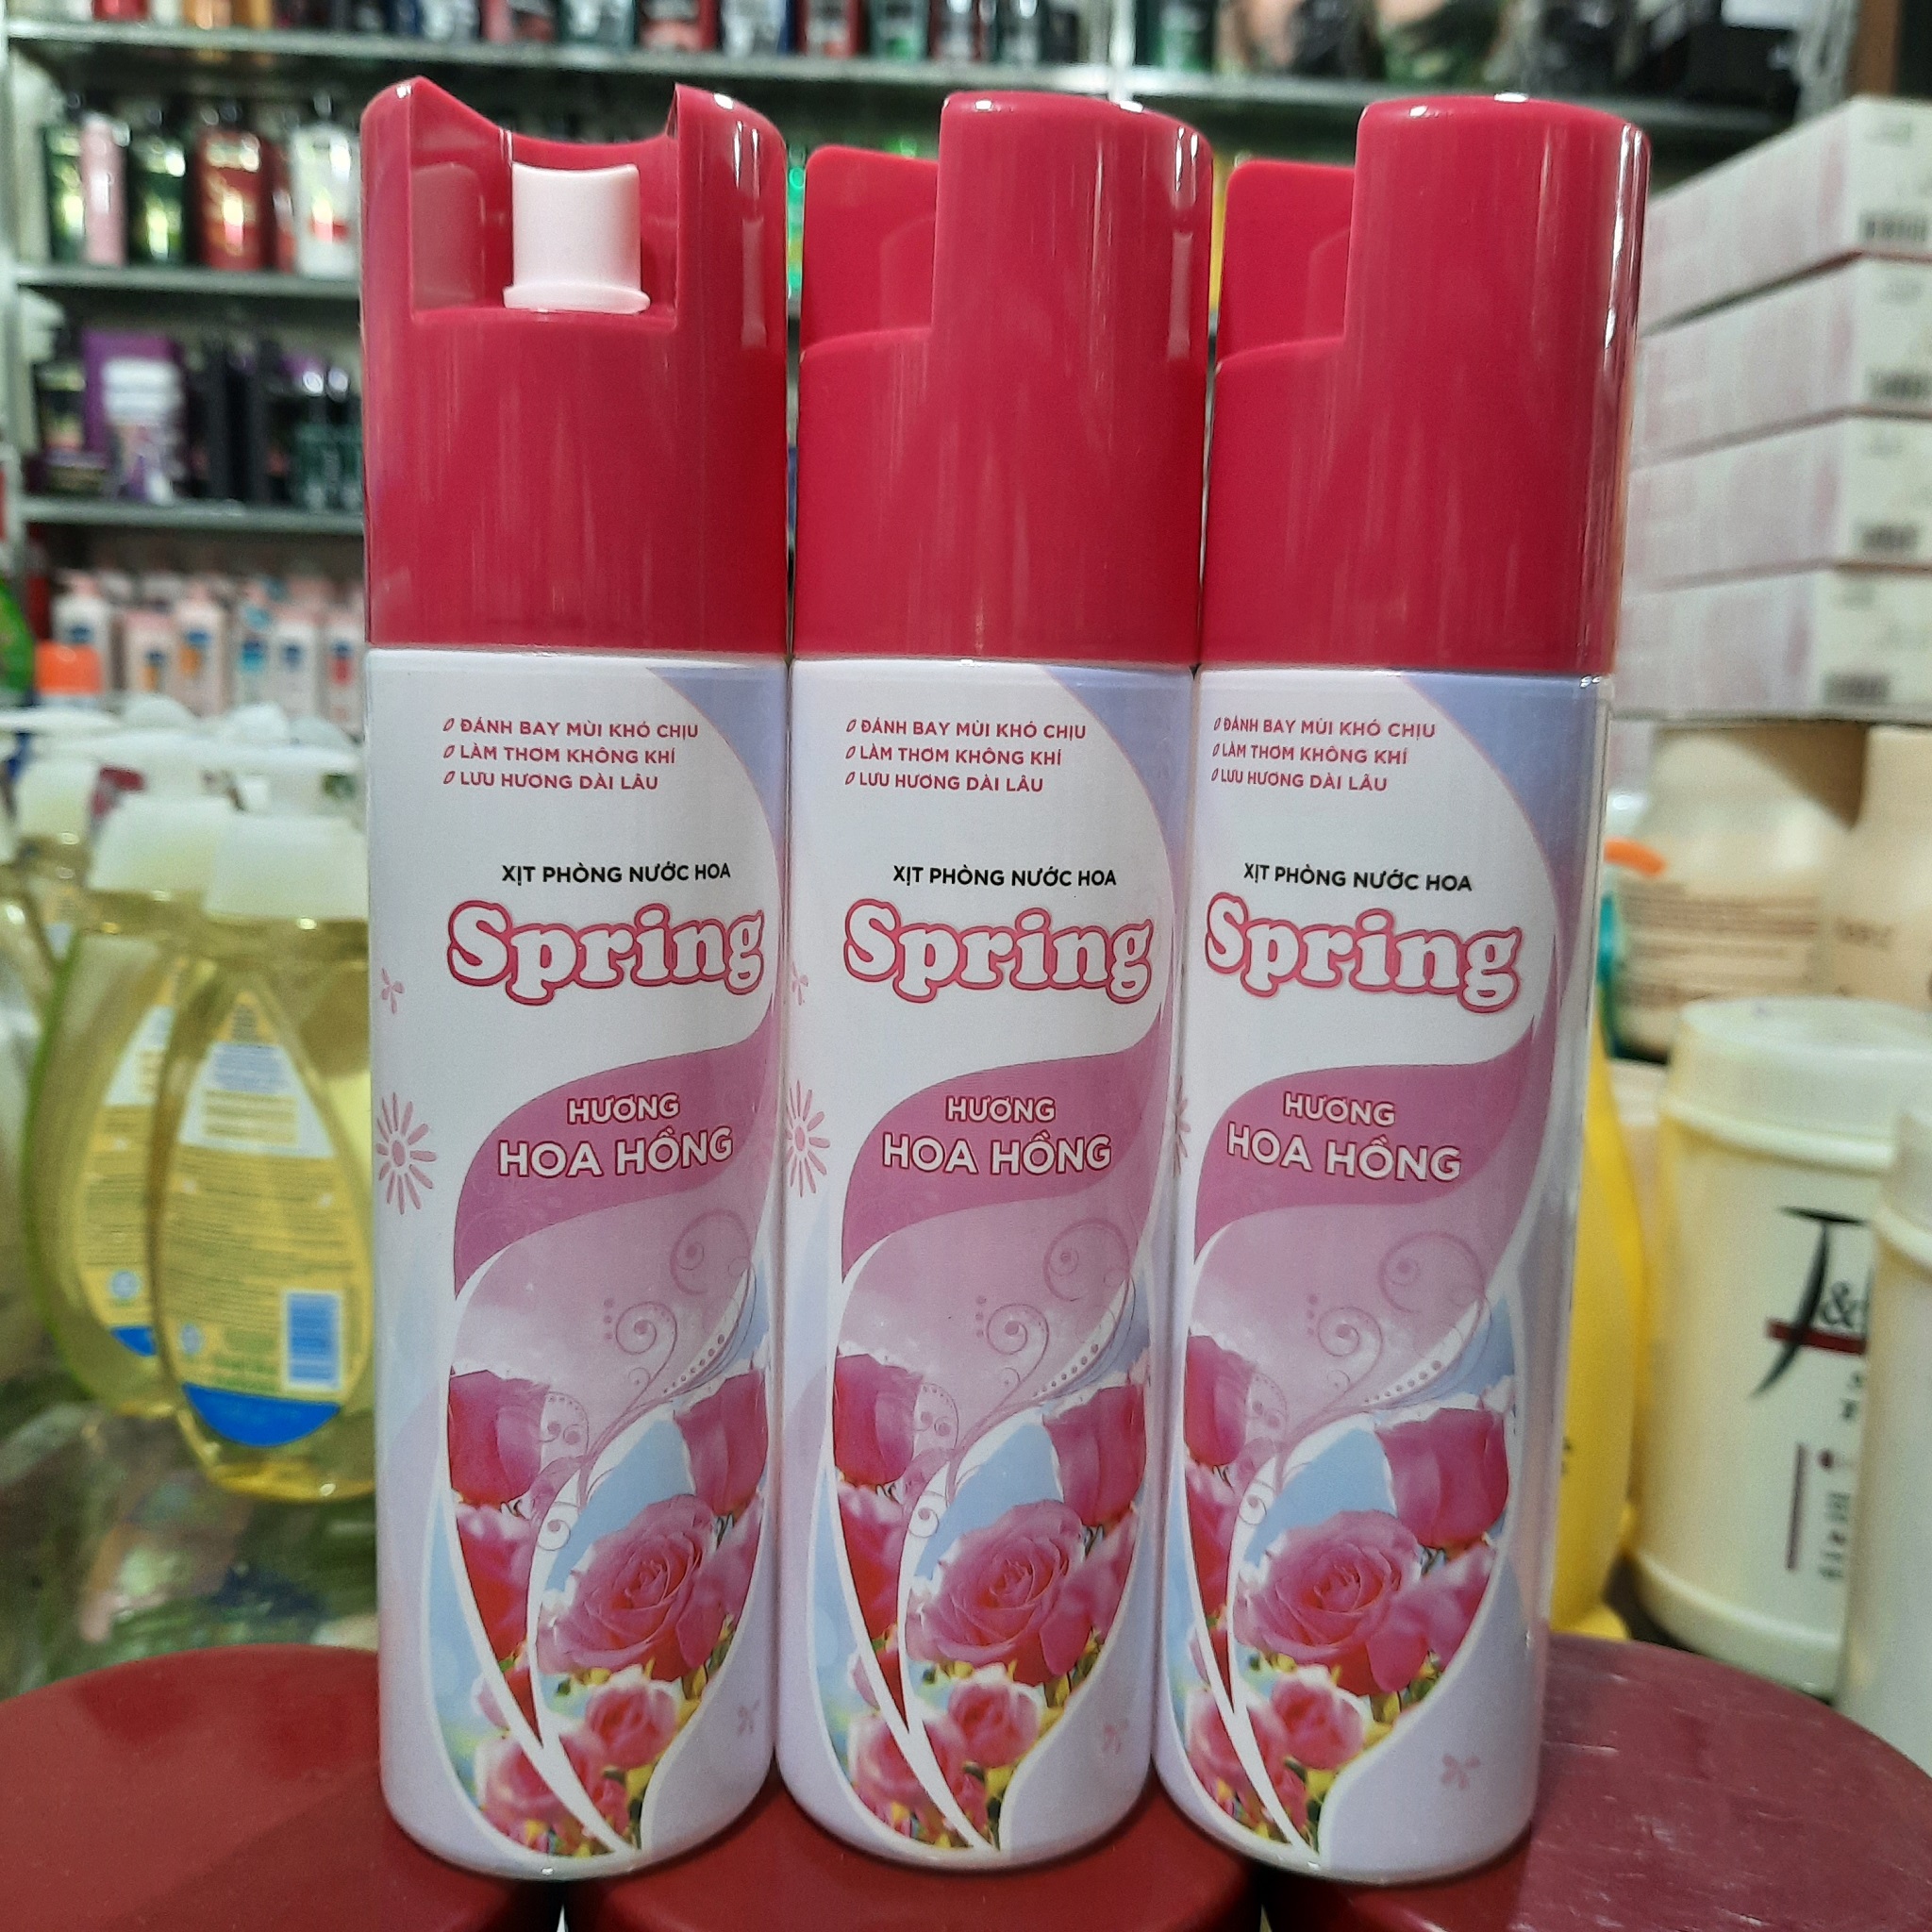 ĐÁNH BAY MÙI KHÓ CHỊU
LÀM THƠM KHÔNG KHÍ
LƯU HƯƠNG DÀI LÂU
XỊT PHÒNG NƯỚC HOA
Spring
HƯƠNG
HOA HỒNG
ĐÁNH BAY MÙI KHÓ CHỊU
LÀM THƠM KHÔNG KHÍ
LƯU HƯƠNG DÀI LÂU
XỊT PHÒNG NƯỚC HOA
Spring
HƯƠNG
HOA HỒNG
ĐÁNH BAY MÙI KHÓ CHỊU
LÀM THƠM KHÔNG KHÍ
LƯU HƯƠNG DÀI LÂU
XỊT PHÒNG NƯỚC HOA
Spring
HƯƠNG
HOA HỒNG